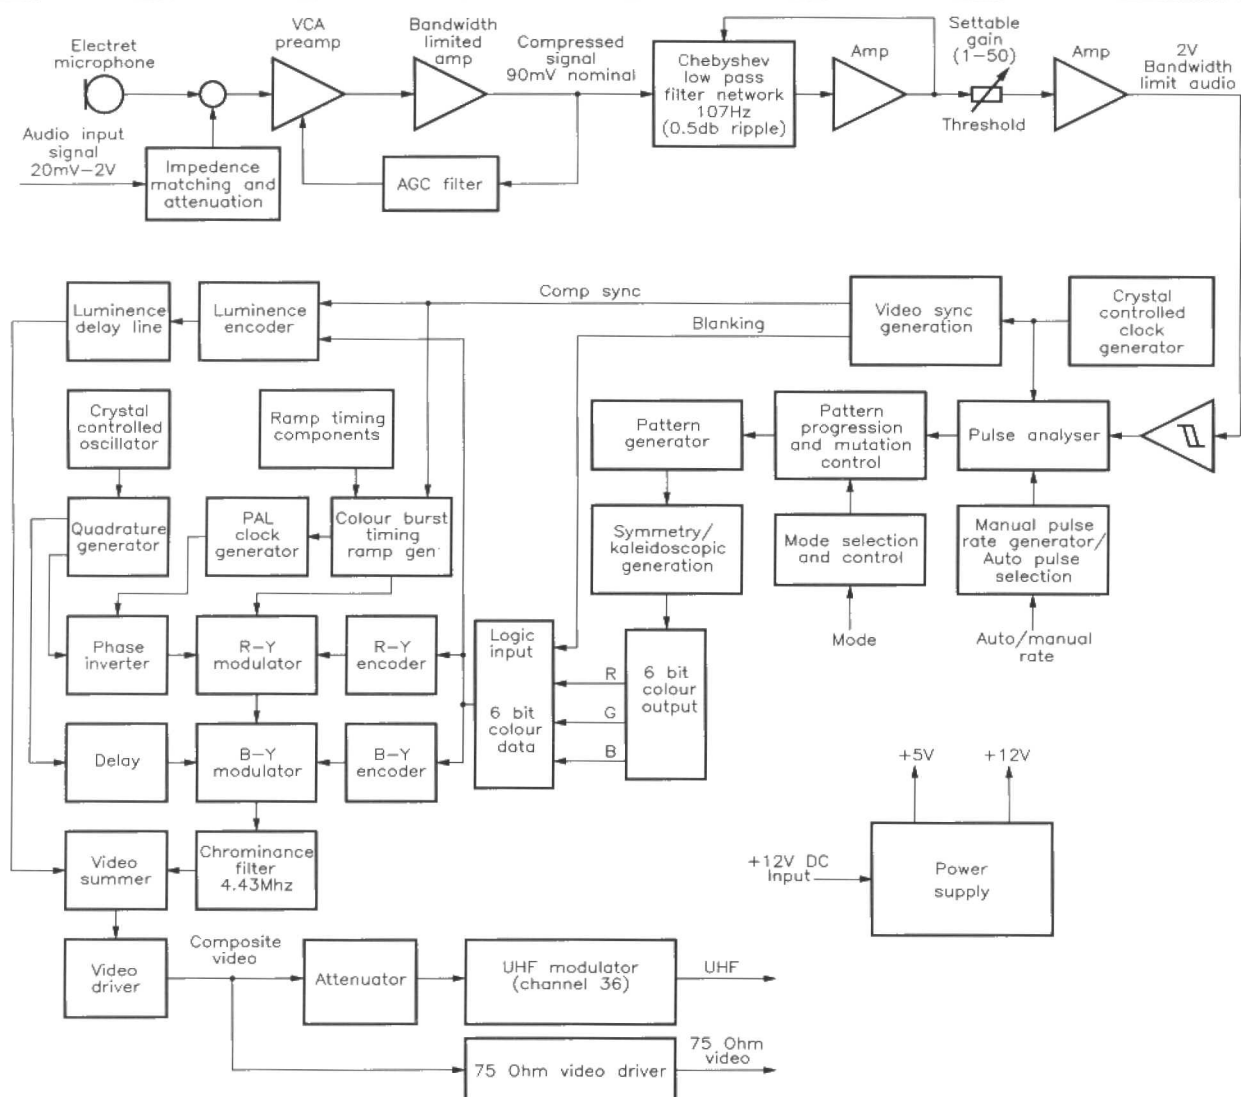 Electret
microphone
Audio input
signal
20mV-2V
Impedence
matching and
attenuation
VCA
preamp
Bandwidth
limited
amp
AGC filter
Compressed
signal
90mV nominal
Chebyshev
low pass
filter network
107Hz
(0.5db ripple)
Amp
Settable
gain
(1-50)
Threshold
Amp
2V
Bandwidth
limit audio
Luminence
delay line
Luminence
encoder
Comp sync
Blanking
Video sync
generation
Crystal
controlled
clock
generator
Crystal
controlled
oscillator
Ramp timing
components
Pattern
generator
Pattern
progression
and mutation
control
Pulse analyser
Quadrature
generator
PAL
clock
generator
Colour burst
timing
ramp gen
Symmetry/
kaleidoscopic
generation
Mode selection
and control
Manual pulse
rate generator/
Auto pulse
selection
Mode
Auto/manual
rate
Phase
inverter
R-Y
modulator
R-Y
encoder
Logic
input
6 bit
colour
data
R
G
B
6 bit
colour
output
Delay
B-Y
modulator
B-Y
encoder
+5V
+12V
+12V DC
Input
Power
supply
Video
summer
Chrominance
filter
4.43Mhz
Video
driver
Composite
video
Attenuator
UHF modulator
(channel 36)
UHF
75 Ohm video driver
75 Ohm
video